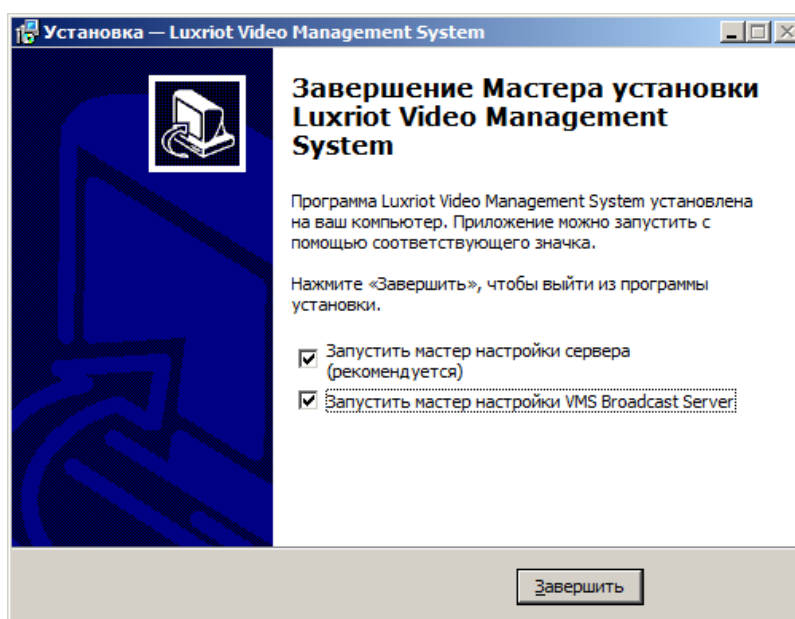 Установка — Luxriot Video Management System
Завершение Мастера установки
Luxriot Video Management
System
Программа Luxriot Video Management System установлена
на ваш компьютер. Приложение можно запустить с
помощью соответствующего значка.
Нажмите «Завершить», чтобы выйти из программы
установки.
Запустить мастер настройки сервера
(рекомендуется)
Запустить мастер настройки VMS Broadcast Server
Завершить